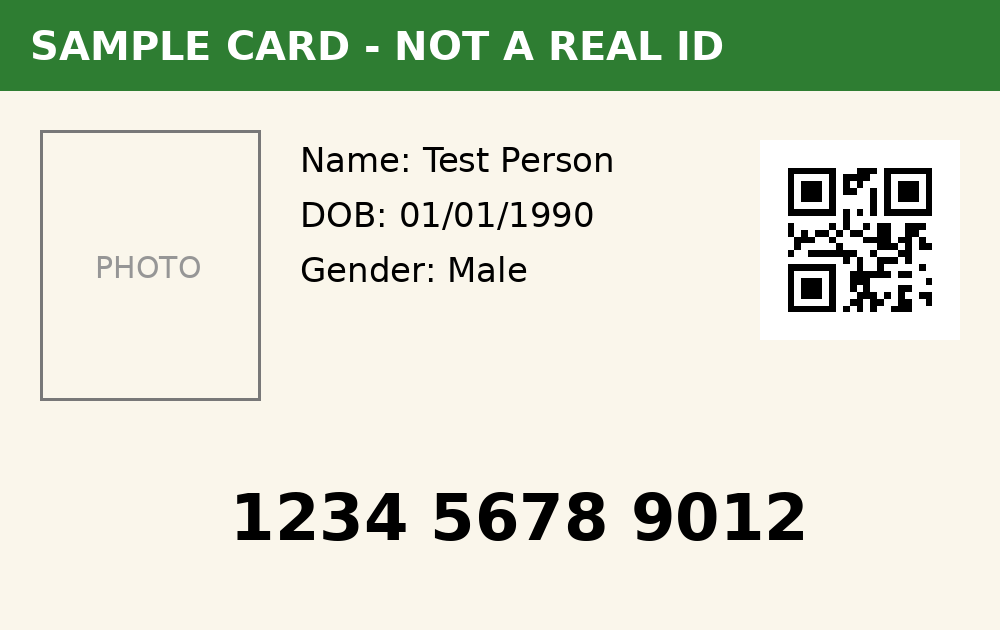 SAMPLE CARD - NOT A REAL ID
PHOTO
Name: Test Person
DOB: 01/01/1990
Gender: Male
1234 5678 9012